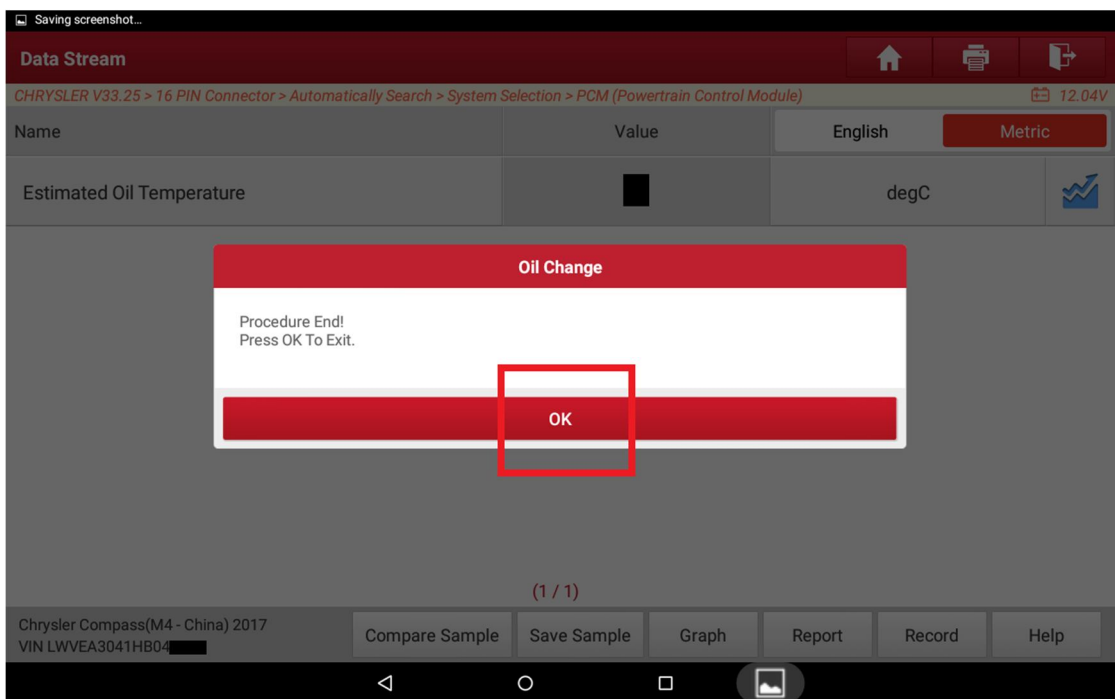 Saving screenshot...
Data Stream
CHRYSLER V33.25 > 16 PIN Connector > Automatically Search > System Selection > PCM (Powertrain Control Module)
12.04V
Name
Value
English
Metric
Estimated Oil Temperature
degC
Oil Change
Procedure End!
Press OK To Exit.
OK
(1 / 1)
Chrysler Compass(M4 - China) 2017
VIN LWVEA3041HB04
Compare Sample
Save Sample
Graph
Report
Record
Help